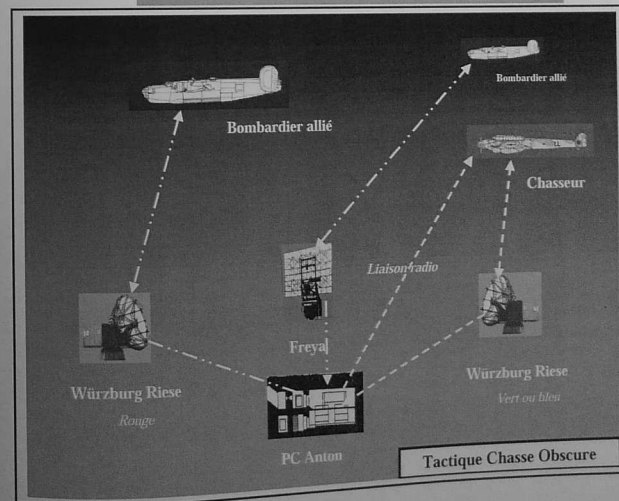 Bombardier allié
Bombardier allié
Chasseur
Liaison radio
Freya
Würzburg Riese
Rouge
Würzburg Riese
Vert ou bleu
PC Anton
Tactique Chasse Obscure